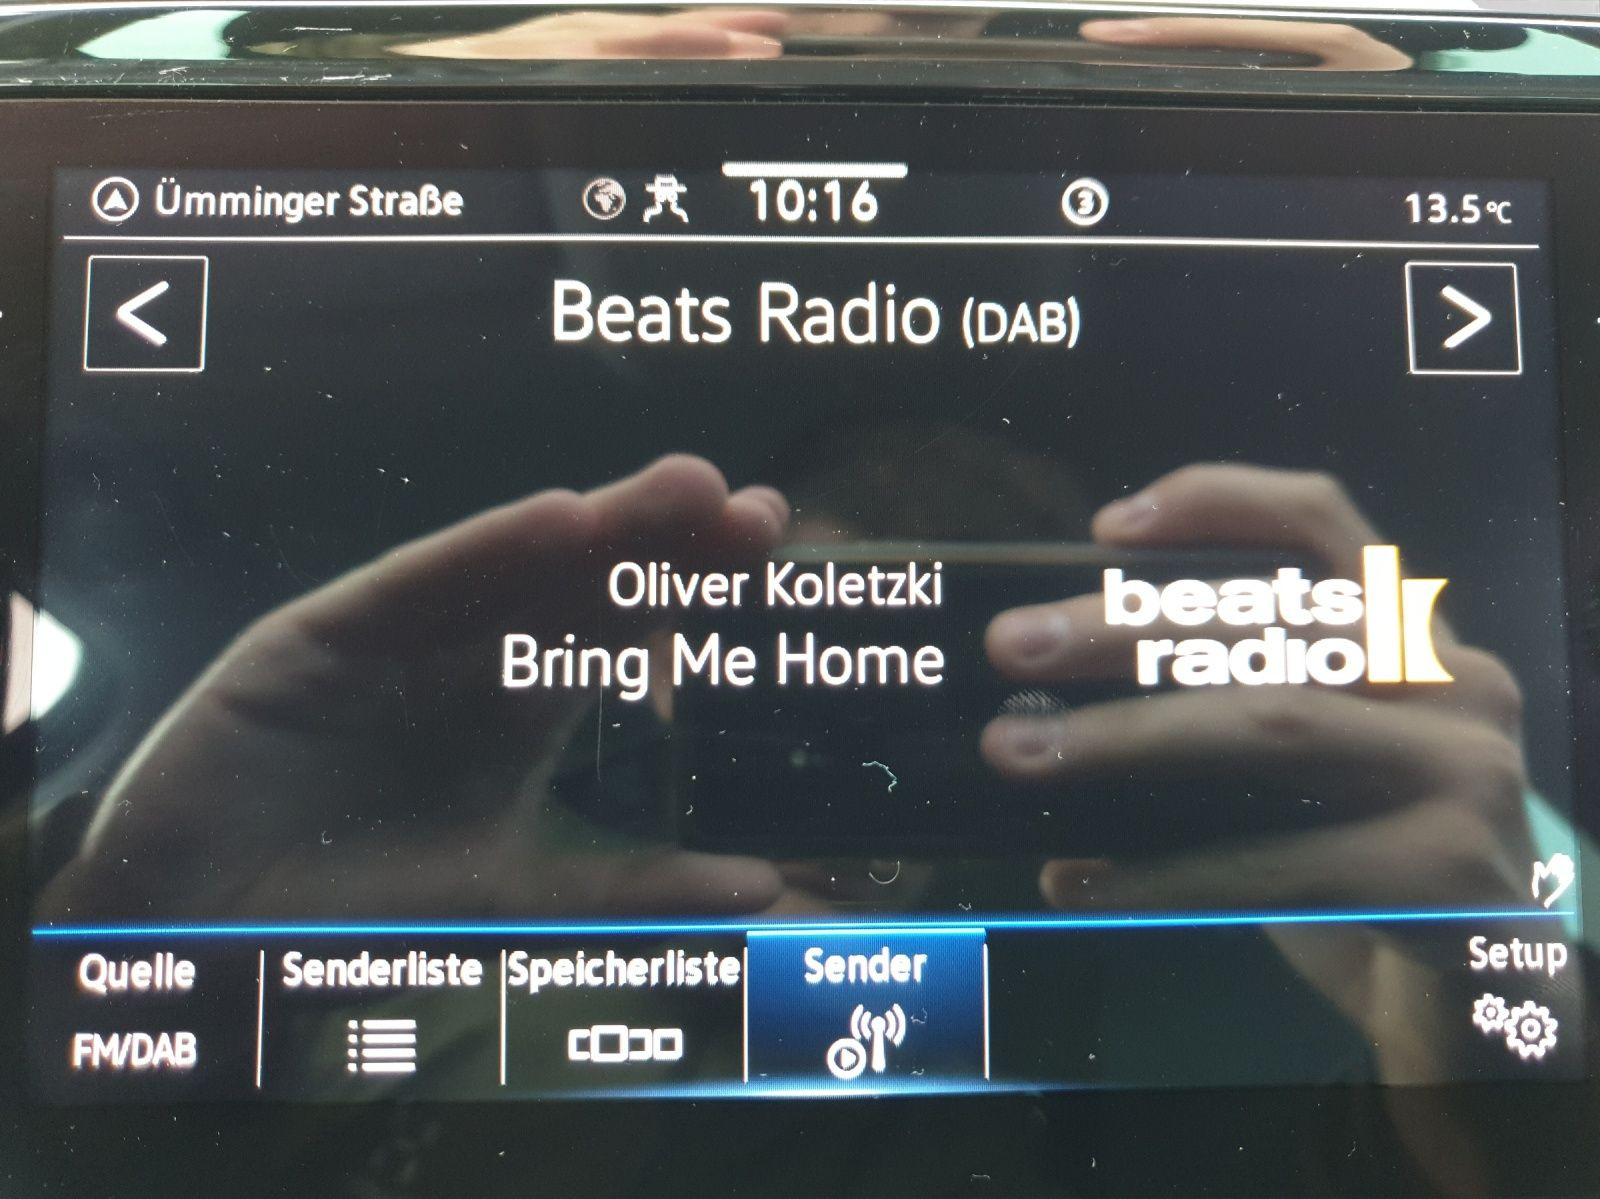 Ümminger Straße 10:16 3 13.5°C
< Beats Radio (DAB) >
Oliver Koletzki
Bring Me Home
beats
radio
Quelle Senderliste Speicherliste Sender Setup
FM/DAB